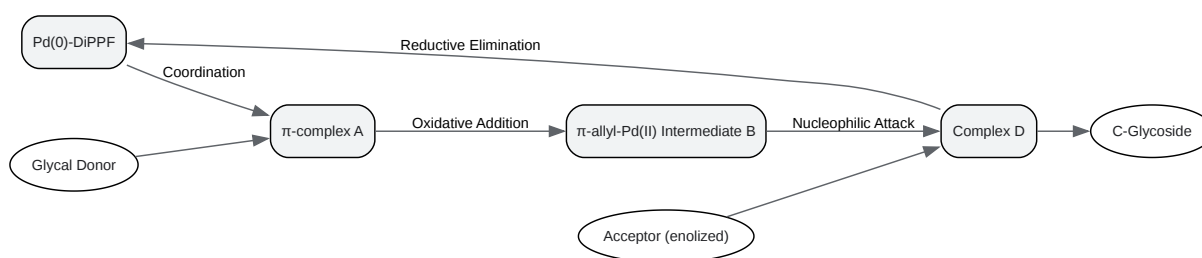 Pd(0)-DiPPF
Reductive Elimination
Coordination
π-complex A
Oxidative Addition
π-allyl-Pd(II) Intermediate B
Nucleophilic Attack
Complex D
C-Glycoside
Glycal Donor
Acceptor (enolized)